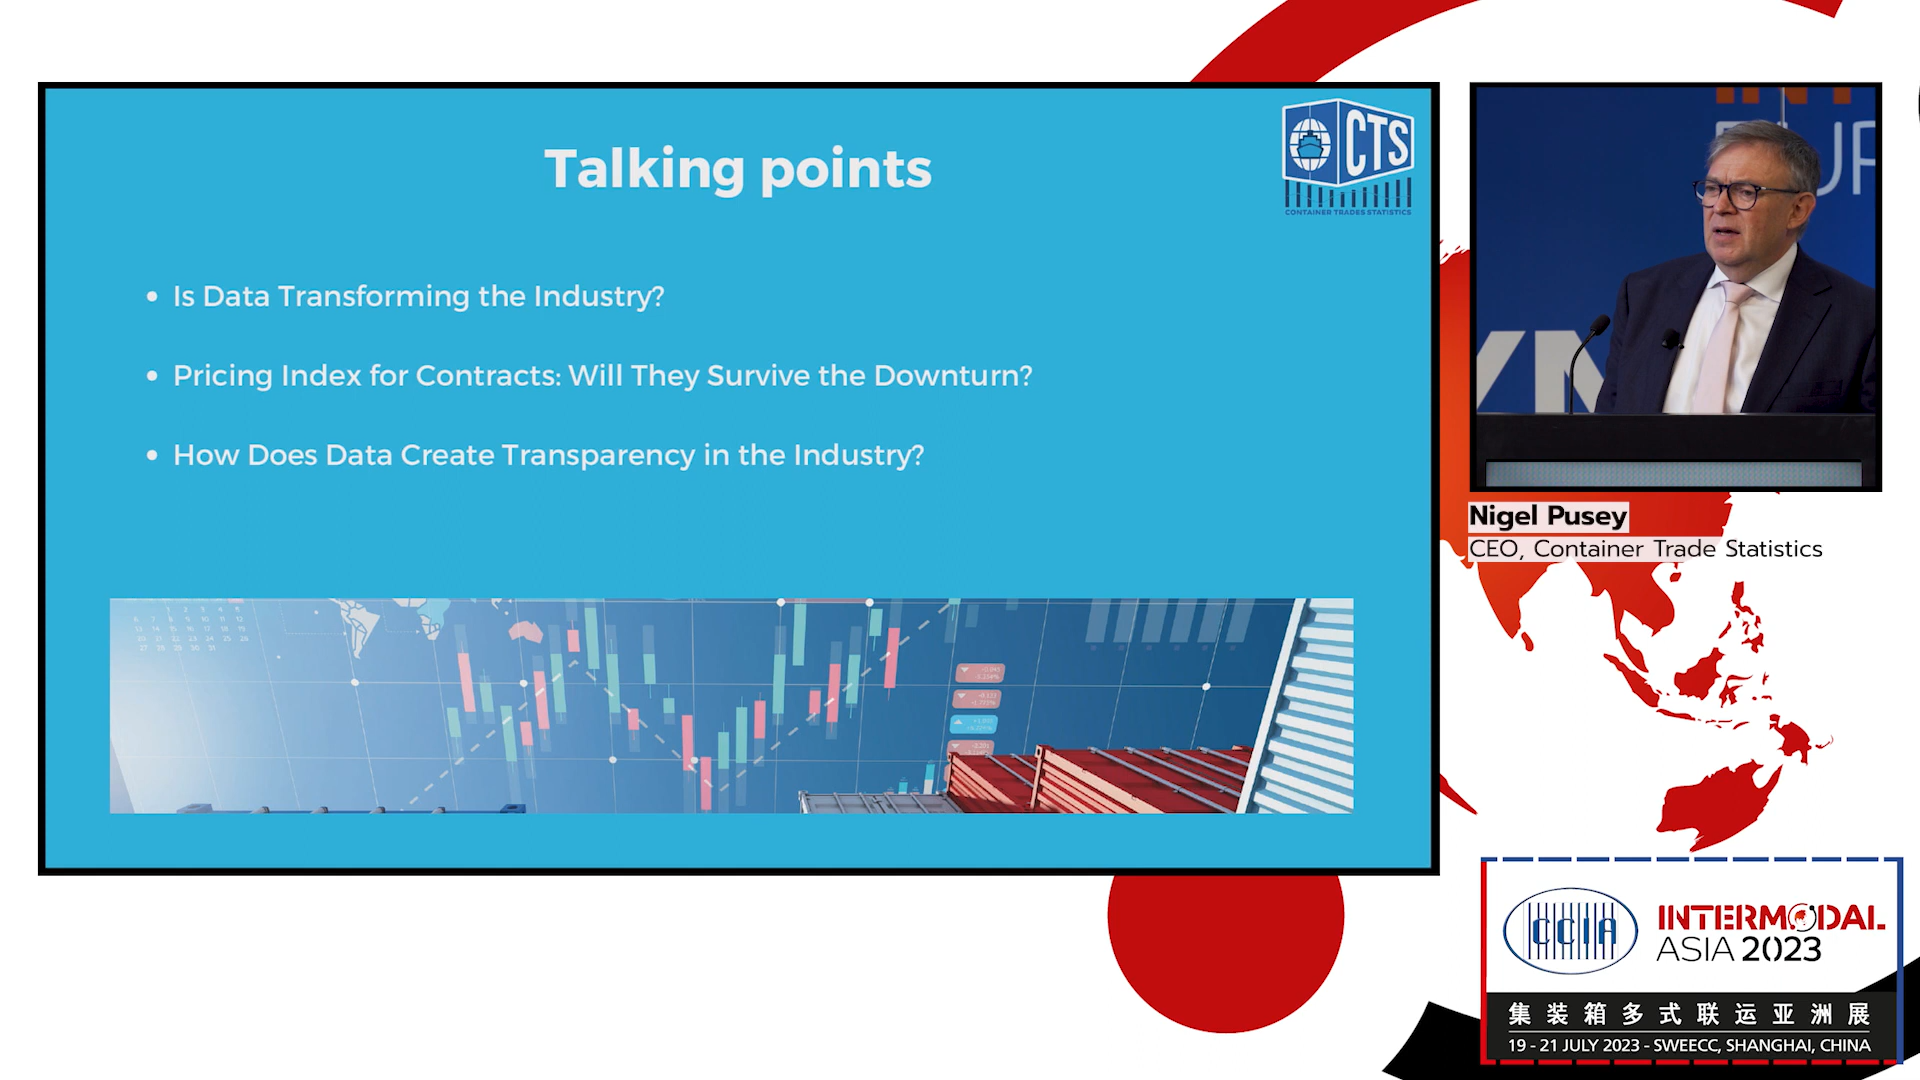 Talking points
CTS
CONTAINER TRADES STATISTICS
• Is Data Transforming the Industry?
• Pricing Index for Contracts: Will They Survive the Downturn?
• How Does Data Create Transparency in the Industry?
Nigel Pusey
CEO, Container Trade Statistics
CCIA
INTERMODAL
ASIA 2023
集装箱多式联运亚洲展
19 - 21 JULY 2023 - SWEECC, SHANGHAI, CHINA